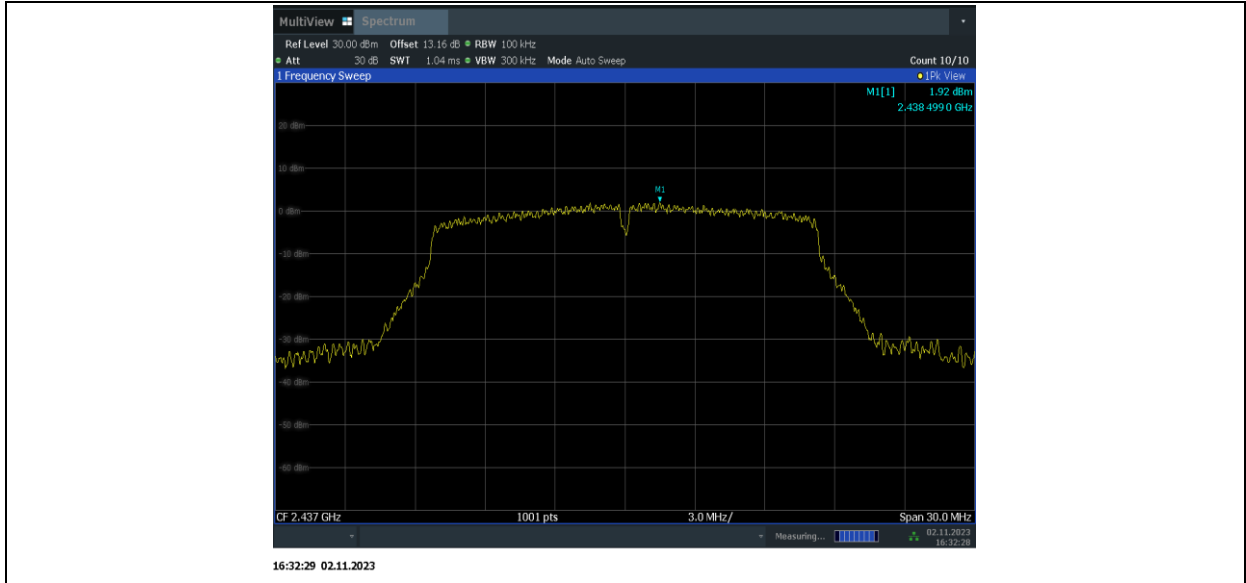 MultiView Spectrum
Ref Level 30.00 dBm Offset 13.16 dB RBW 100 kHz
Att 30 dB SWT 1.04 ms VBW 300 kHz Mode Auto Sweep Count 10/10
1 Frequency Sweep 1Pk View
M1[1] 1.92 dBm
2.438 499 0 GHz
20 dBm
10 dBm
M1
0 dBm
-10 dBm
-20 dBm
-30 dBm
-40 dBm
-50 dBm
-60 dBm
CF 2.437 GHz 1001 pts 3.0 MHz/ Span 30.0 MHz
Measuring... 02.11.2023
16:32:28
16:32:29 02.11.2023